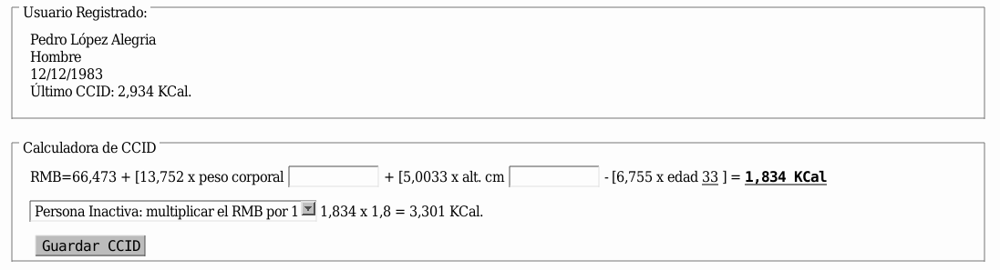 Usuario Registrado:
Pedro López Alegria
Hombre
12/12/1983
Último CCID: 2,934 KCal.
Calculadora de CCID
RMB=66,473 + [13,752 x peso corporal + [5,0033 x alt. cm - [6,755 x edad 33 ] = 1,834 KCal
Persona Inactiva: multiplicar el RMB por 1 1,834 x 1,8 = 3,301 KCal.
Guardar CCID